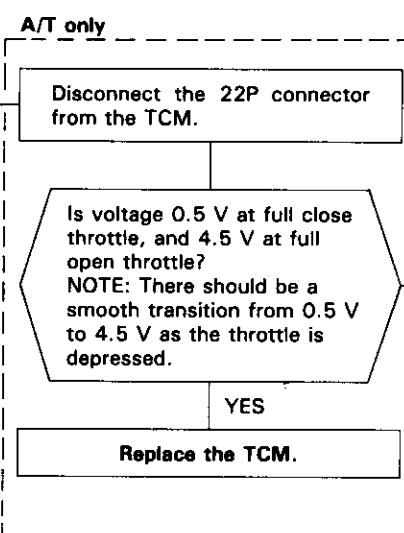 A/T only
Disconnect the 22P connector
from the TCM.
Is voltage 0.5 V at full close
throttle, and 4.5 V at full
open throttle?
NOTE: There should be a
smooth transition from 0.5 V
to 4.5 V as the throttle is
depressed.
YES
Replace the TCM.